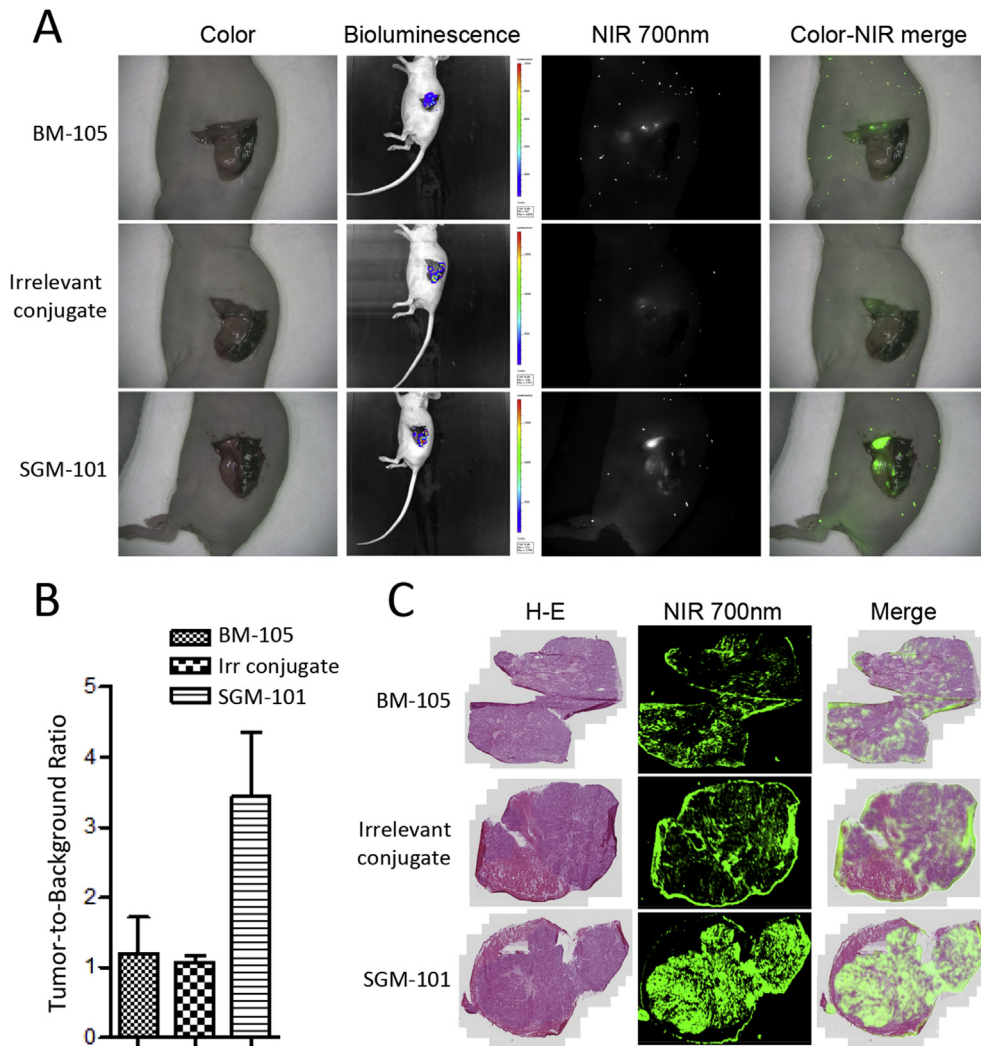 A
Color
Bioluminescence
NIR 700nm
Color-NIR merge
BM-105
Irrelevant
conjugate
SGM-101
B
BM-105
Irr conjugate
SGM-101
Tumor-to-Background Ratio
5
4
3
2
1
0
C
H-E
NIR 700nm
Merge
BM-105
Irrelevant
conjugate
SGM-101